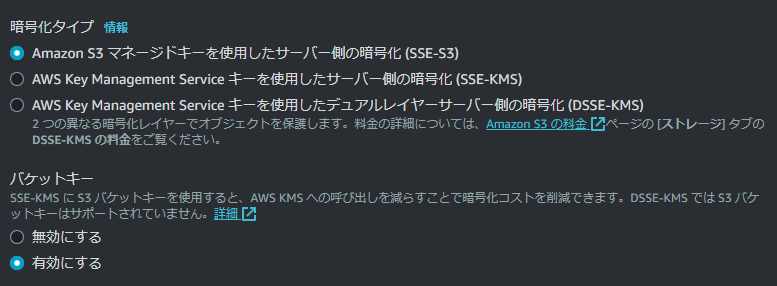 暗号化タイプ 情報
Amazon S3 マネージドキーを使用したサーバー側の暗号化 (SSE-S3)
AWS Key Management Service キーを使用したサーバー側の暗号化 (SSE-KMS)
AWS Key Management Service キーを使用したデュアルレイヤーサーバー側の暗号化 (DSSE-KMS)
2 つの異なる暗号化レイヤーでオブジェクトを保護します。料金の詳細については、Amazon S3 の料金 ページの [ストレージ] タブの
DSSE-KMS の料金をご覧ください。
バケットキー
SSE-KMS に S3 バケットキーを使用すると、AWS KMS への呼び出しを減らすことで暗号化コストを削減できます。DSSE-KMS では S3 バケ
ットキーはサポートされていません。詳細
無効にする
有効にする